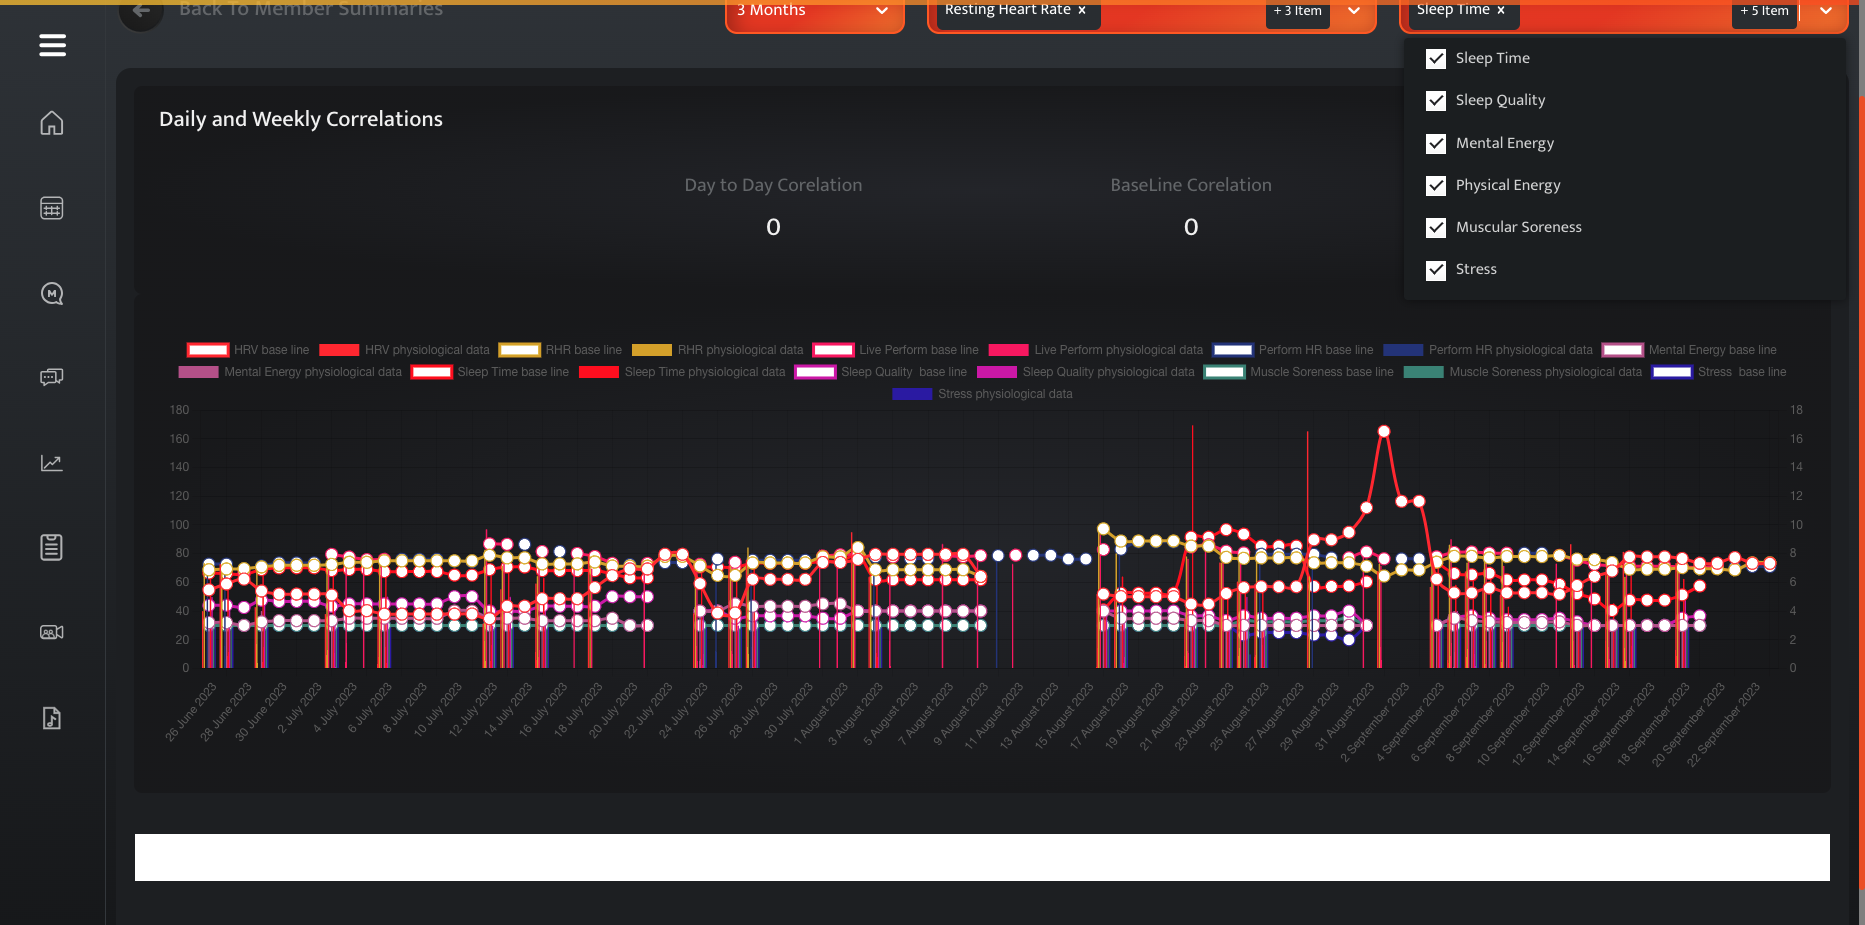 Back To Member Summaries
3 Months
Resting Heart Rate ×
+ 3 Item
Sleep Time ×
+ 5 Item
Sleep Time
Sleep Quality
Mental Energy
Physical Energy
Muscular Soreness
Stress
Daily and Weekly Correlations
Day to Day Corelation
0
BaseLine Corelation
0
HRV base line HRV physiological data RHR base line RHR physiological data Live Perform base line Live Perform physiological data Perform HR base line Perform HR physiological data Mental Energy base line
Mental Energy physiological data Sleep Time base line Sleep Time physiological data Sleep Quality base line Sleep Quality physiological data Muscle Soreness base line Muscle Soreness physiological data Stress base line
Stress physiological data
180
160
140
120
100
80
60
40
20
0
18
16
14
12
10
8
6
4
2
0
26 June 2023
28 June 2023
30 June 2023
2 July 2023
4 July 2023
6 July 2023
8 July 2023
10 July 2023
12 July 2023
14 July 2023
16 July 2023
18 July 2023
20 July 2023
22 July 2023
24 July 2023
26 July 2023
28 July 2023
30 July 2023
1 August 2023
3 August 2023
5 August 2023
7 August 2023
9 August 2023
11 August 2023
13 August 2023
15 August 2023
17 August 2023
19 August 2023
21 August 2023
23 August 2023
25 August 2023
27 August 2023
29 August 2023
31 August 2023
2 September 2023
4 September 2023
6 September 2023
8 September 2023
10 September 2023
12 September 2023
14 September 2023
16 September 2023
18 September 2023
20 September 2023
22 September 2023
M